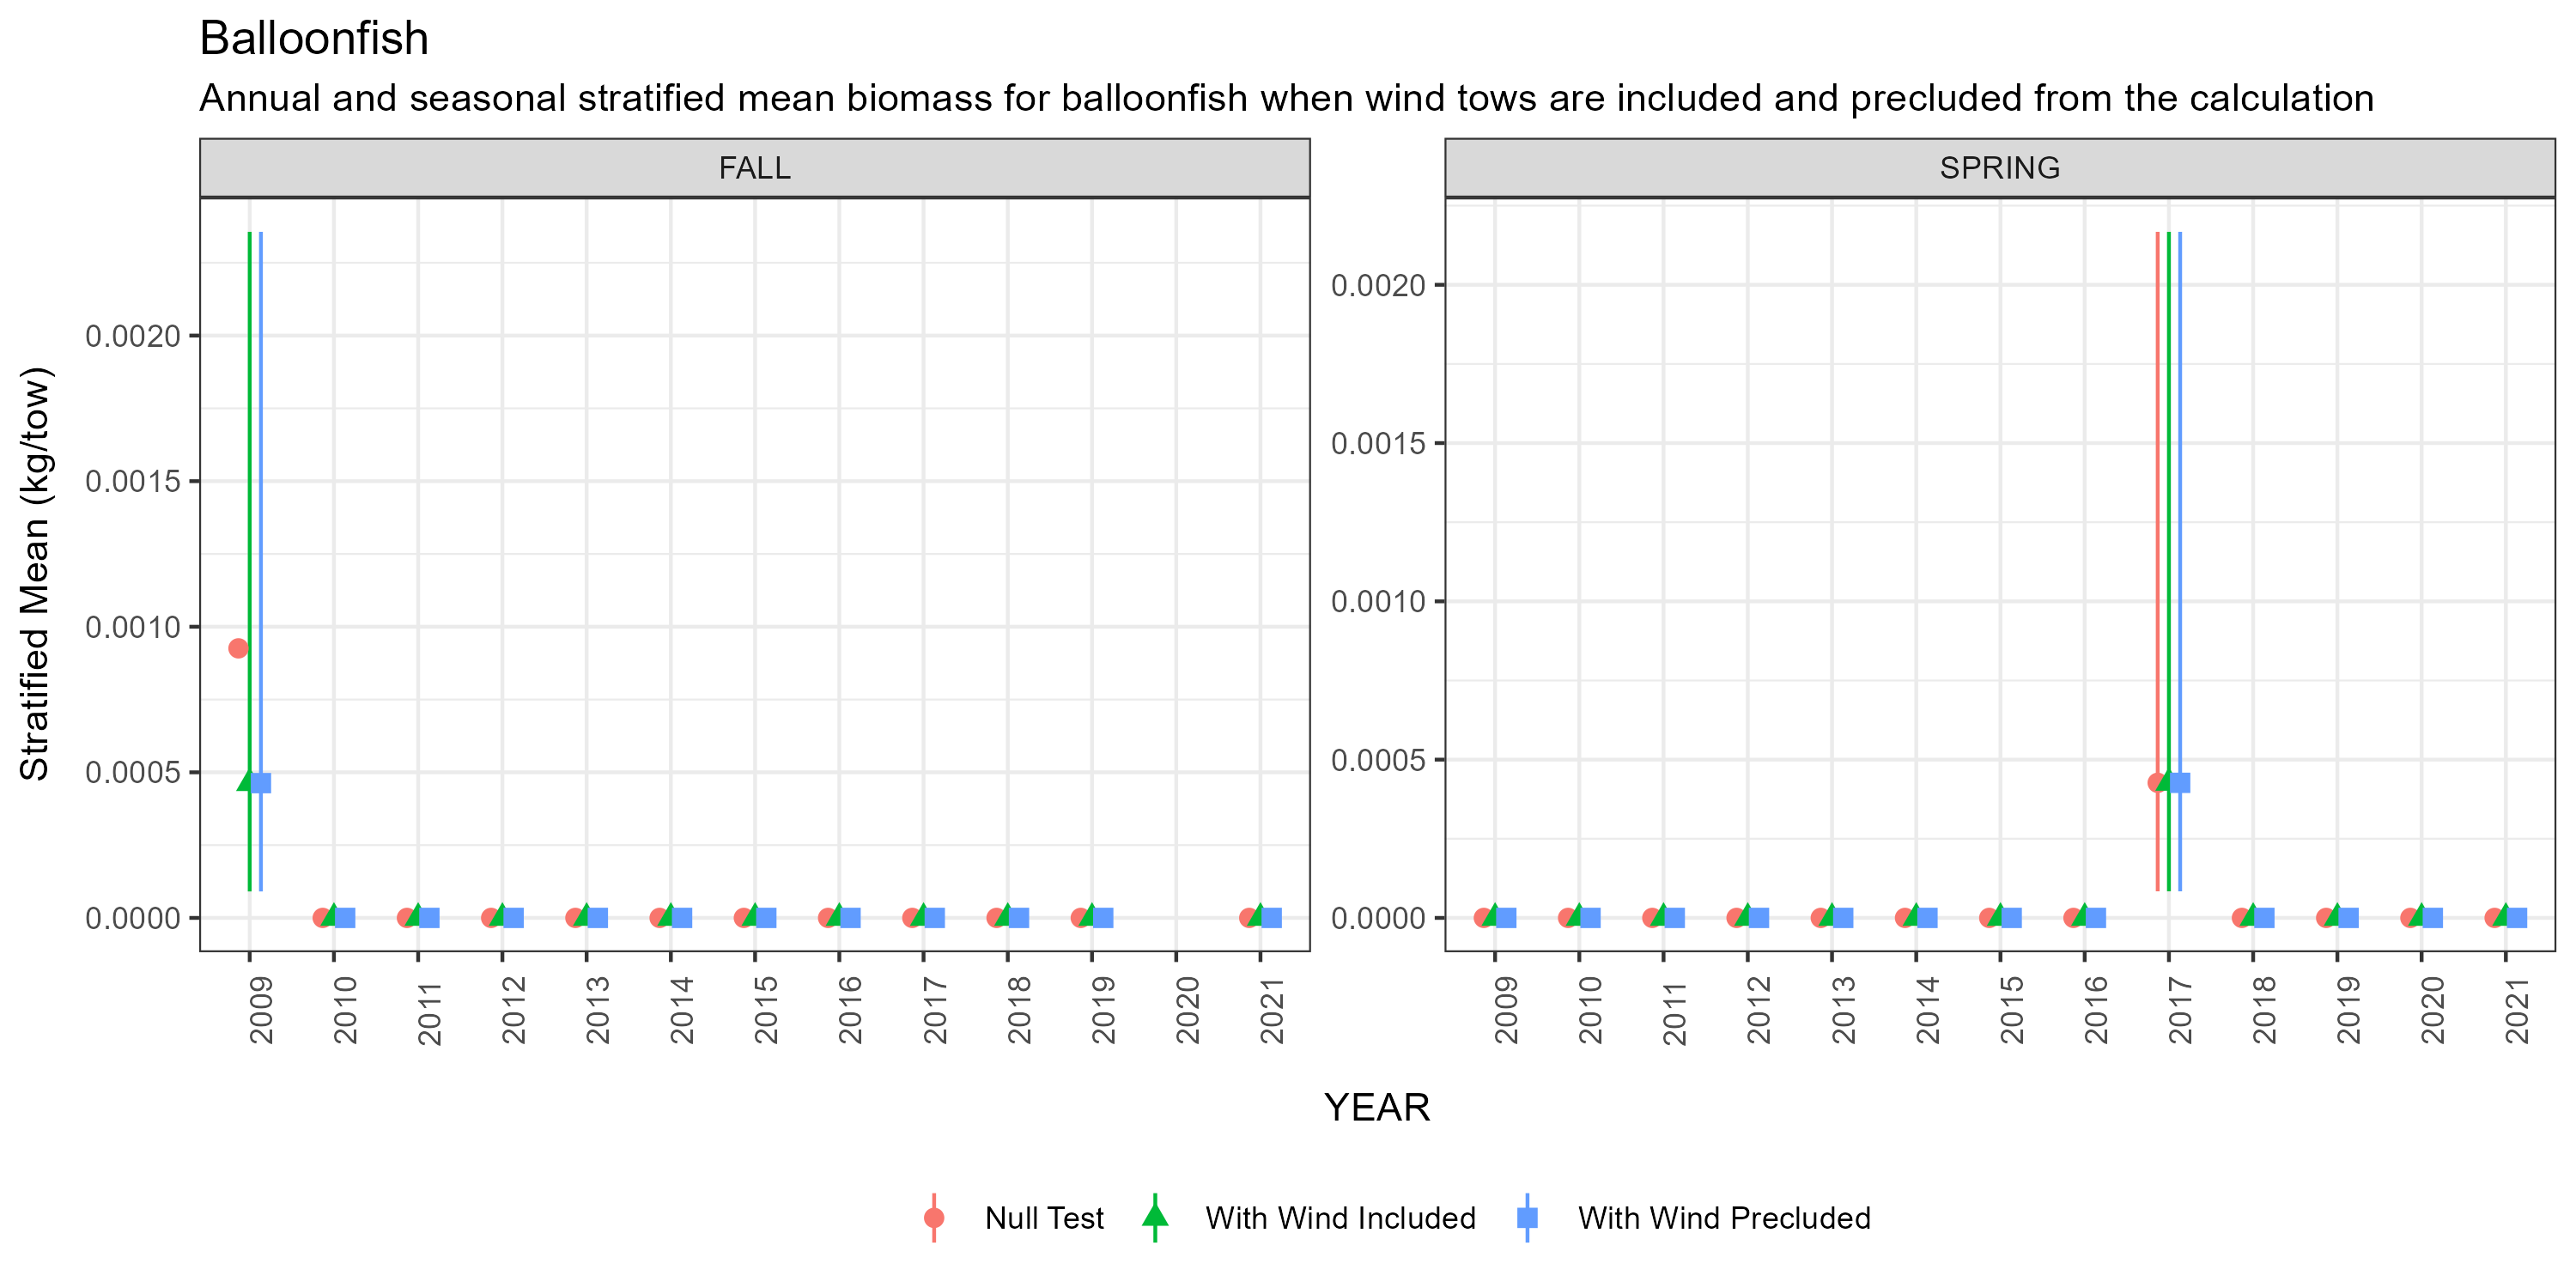 Balloonfish
Annual and seasonal stratified mean biomass for balloonfish when wind tows are included and precluded from the calculation
FALL
SPRING
Stratified Mean (kg/tow)
0.0020
0.0015
0.0010
0.0005
0.0000
0.0020
0.0015
0.0010
0.0005
0.0000
2009 2010 2011 2012 2013 2014 2015 2016 2017 2018 2019 2020 2021
2009 2010 2011 2012 2013 2014 2015 2016 2017 2018 2019 2020 2021
YEAR
Null Test With Wind Included With Wind Precluded